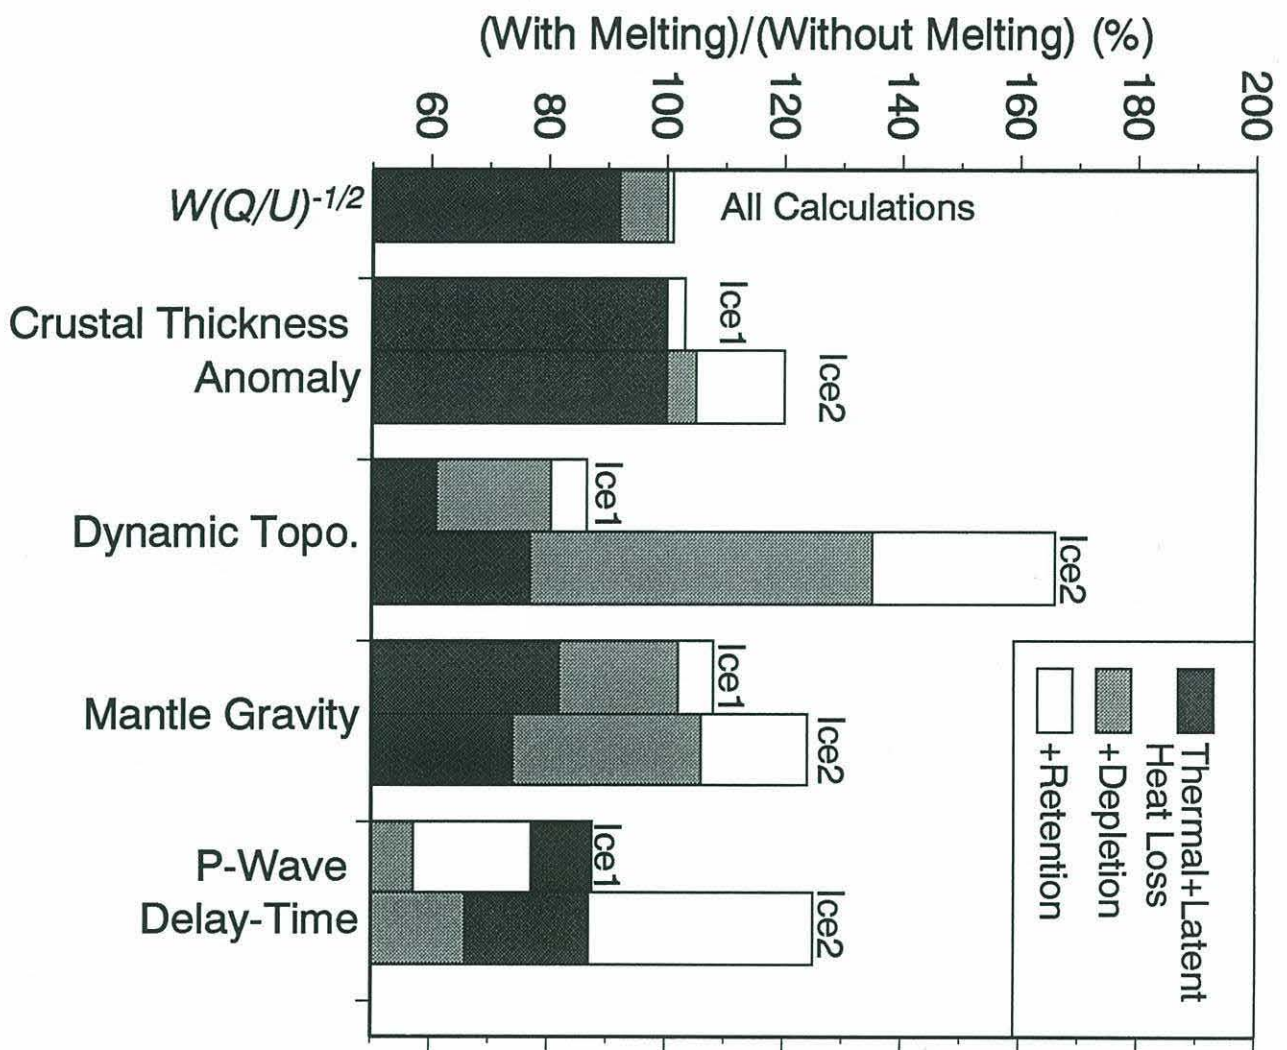 (With Melting)/(Without Melting) (%)
60
80
100
120
140
160
180
200
W(Q/U)-1/2
All Calculations
Crustal Thickness
Anomaly
Ice1
Ice2
Dynamic Topo.
Ice1
Ice2
Mantle Gravity
Ice1
Ice2
P-Wave
Delay-Time
Ice1
Ice2
Thermal+Latent
Heat Loss
+Depletion
+Retention